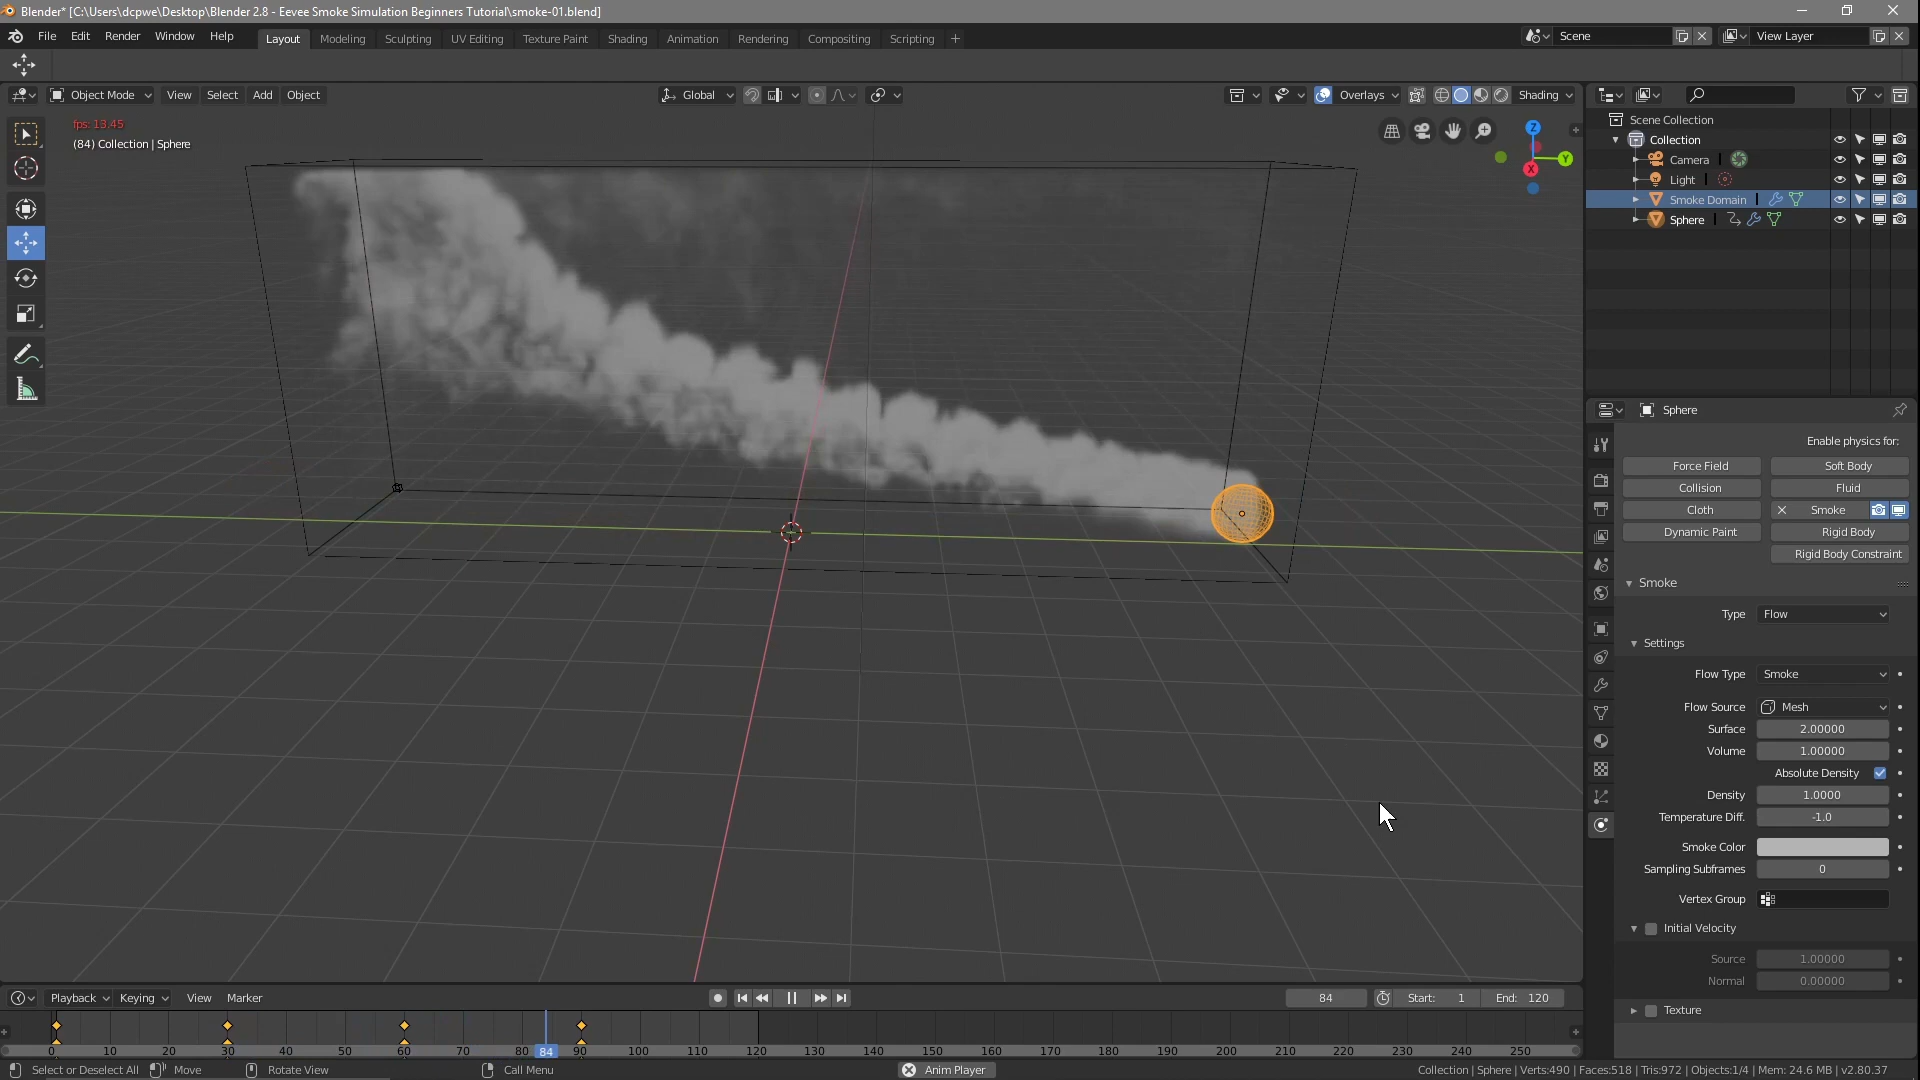 Blender* [C:\Users\dcpwe\Desktop\Blender 2.8 - Eevee Smoke Simulation Beginners Tutorial\smoke-01.blend]
File Edit Render Window Help Layout Modeling Sculpting UV Editing Texture Paint Shading Animation Rendering Compositing Scripting + Scene View Layer
Object Mode View Select Add Object Global Overlays Shading
fps: 13.45
(84) Collection | Sphere
Z
Y
X
Scene Collection
Collection
Camera
Light
Smoke Domain
Sphere
Sphere
Enable physics for:
Force Field Soft Body
Collision Fluid
Cloth Smoke
Dynamic Paint Rigid Body
Rigid Body Constraint
Smoke
Type Flow
Settings
Flow Type Smoke
Flow Source Mesh
Surface 2.00000
Volume 1.00000
Absolute Density
Density 1.0000
Temperature Diff. -1.0
Smoke Color
Sampling Subframes 0
Vertex Group
Initial Velocity
Source 1.00000
Normal 0.00000
Texture
Playback Keying View Marker 84 Start: 1 End: 120
0 10 20 30 40 50 60 70 80 84 90 100 110 120 130 140 150 160 170 180 190 200 210 220 230 240 250
Select or Deselect All Move Rotate View Call Menu Anim Player Collection | Sphere | Verts:490 | Faces:518 | Tris:972 | Objects:1/4 | Mem: 24.6 MB | v2.80.37